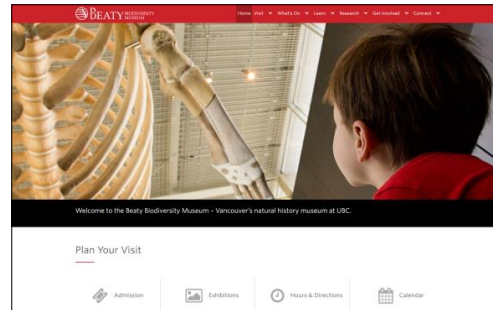 BEATY BIODIVERSITY
MUSEUM
Home Visit What's On Learn Research Get Involved Connect
Welcome to the Beaty Biodiversity Museum – Vancouver's natural history museum at UBC.
Plan Your Visit
Admission Exhibitions Hours & Directions Calendar